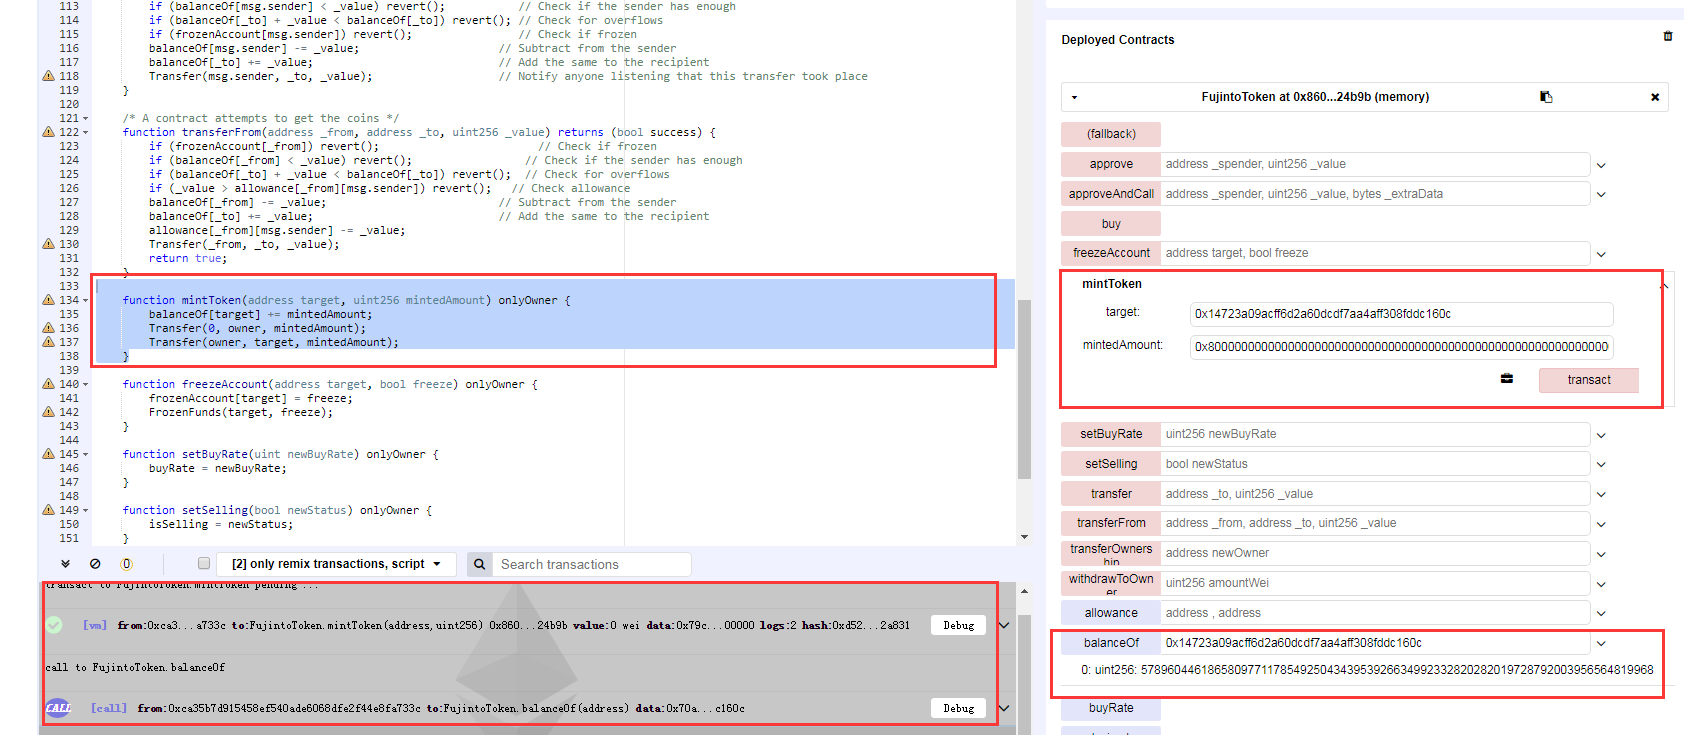 113 if (balanceOf[msg.sender] < _value) revert(); // Check if the sender has enough
114 if (balanceOf[_to] + _value < balanceOf[_to]) revert(); // Check for overflows
115 if (frozenAccount[msg.sender]) revert(); // Check if frozen
116 balanceOf[msg.sender] -= _value; // Subtract from the sender
117 balanceOf[_to] += _value; // Add the same to the recipient
118 Transfer(msg.sender, _to, _value); // Notify anyone listening that this transfer took place
119 }
120
121 /* A contract attempts to get the coins */
122 function transferFrom(address _from, address _to, uint256 _value) returns (bool success) {
123 if (frozenAccount[_from]) revert(); // Check if frozen
124 if (balanceOf[_from] < _value) revert(); // Check if the sender has enough
125 if (balanceOf[_to] + _value < balanceOf[_to]) revert(); // Check for overflows
126 if (_value > allowance[_from][msg.sender]) revert(); // Check allowance
127 balanceOf[_from] -= _value; // Subtract from the sender
128 balanceOf[_to] += _value; // Add the same to the recipient
129 allowance[_from][msg.sender] -= _value;
130 Transfer(_from, _to, _value);
131 return true;
132 }
133
134 function mintToken(address target, uint256 mintedAmount) onlyOwner {
135 balanceOf[target] += mintedAmount;
136 Transfer(0, owner, mintedAmount);
137 Transfer(owner, target, mintedAmount);
138 }
139
140 function freezeAccount(address target, bool freeze) onlyOwner {
141 frozenAccount[target] = freeze;
142 FrozenFunds(target, freeze);
143 }
144
145 function setBuyRate(uint newBuyRate) onlyOwner {
146 buyRate = newBuyRate;
147 }
148
149 function setSelling(bool newStatus) onlyOwner {
150 isSelling = newStatus;
151 }
0 [2] only remix transactions, script Search transactions
transact to FujintoToken.mintToken pending ...
[vm] from:0xca3...a733c to:FujintoToken.mintToken(address,uint256) 0x860...24b9b value:0 wei data:0x79c...00000 logs:2 hash:0xd52...2a831 Debug
call to FujintoToken.balanceOf
CALL [call] from:0xca35b7d915458ef540ade6068dfe2f44e8fa733c to:FujintoToken.balanceOf(address) data:0x70a...c160c Debug
Deployed Contracts
FujintoToken at 0x860...24b9b (memory)
(fallback)
approve address _spender, uint256 _value
approveAndCall address _spender, uint256 _value, bytes _extraData
buy
freezeAccount address target, bool freeze
mintToken
target: 0x14723a09acff6d2a60dcdf7aa4aff308fddc160c
mintedAmount:
transact
setBuyRate uint256 newBuyRate
setSelling bool newStatus
transfer address _to, uint256 _value
transferFrom address _from, address _to, uint256 _value
transferOwners
hip address newOwner
withdrawToOwn
er uint256 amountWei
allowance address , address
balanceOf 0x14723a09acff6d2a60dcdf7aa4aff308fddc160c
0: uint256: 57896044618658097711785492504343953926634992332820282019728792003956564819968
buyRate